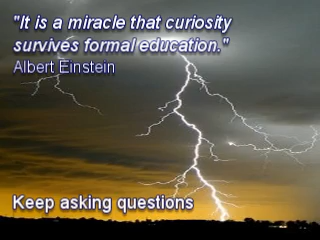 "It is a miracle that curiosity
survives formal education."
Albert Einstein
Keep asking questions